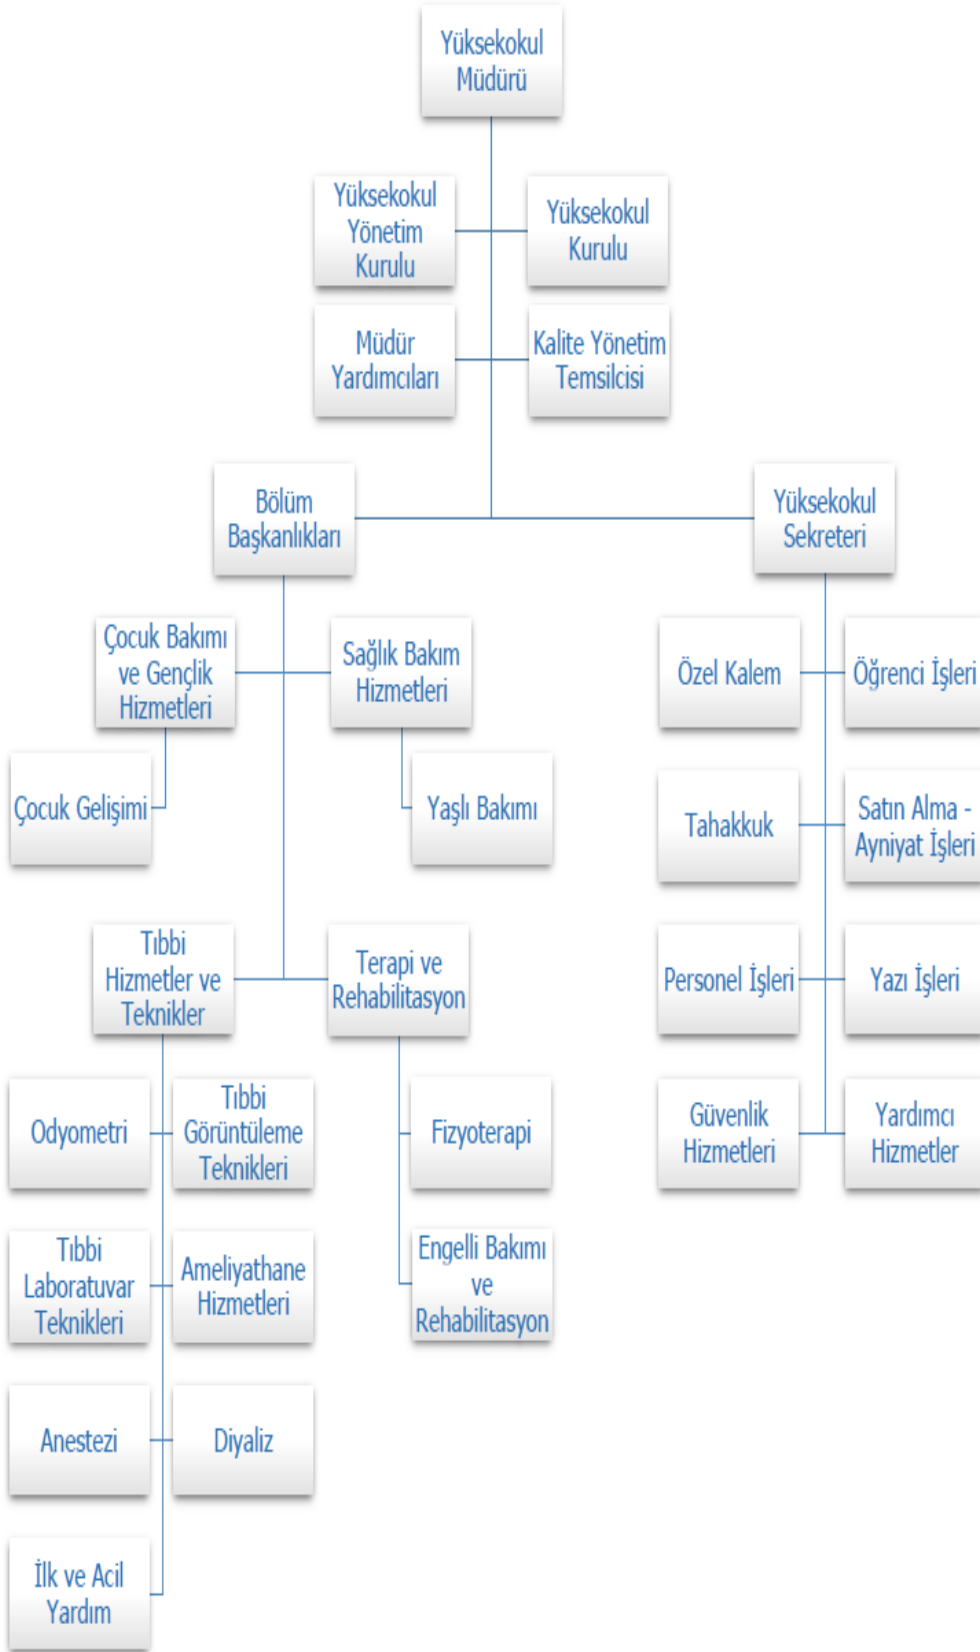 Yüksekokul
Müdürü
Yüksekokul
Yönetim
Kurulu
Yüksekokul
Kurulu
Müdür
Yardımcıları
Kalite Yönetim
Temsilcisi
Bölüm
Başkanlıkları
Yüksekokul
Sekreteri
Çocuk Bakımı
ve Gençlik
Hizmetleri
Sağlık Bakım
Hizmetleri
Özel Kalem
Öğrenci İşleri
Çocuk Gelişimi
Yaşlı Bakımı
Tahakkuk
Satın Alma -
Ayniyat İşleri
Tıbbi
Hizmetler ve
Teknikler
Terapi ve
Rehabilitasyon
Personel İşleri
Yazı İşleri
Odyometri
Tıbbi
Görüntüleme
Teknikleri
Fizyoterapi
Güvenlik
Hizmetleri
Yardımcı
Hizmetler
Tıbbi
Laboratuvar
Teknikleri
Ameliyathane
Hizmetleri
Engelli Bakımı
ve
Rehabilitasyon
Anestezi
Diyaliz
İlk ve Acil
Yardım